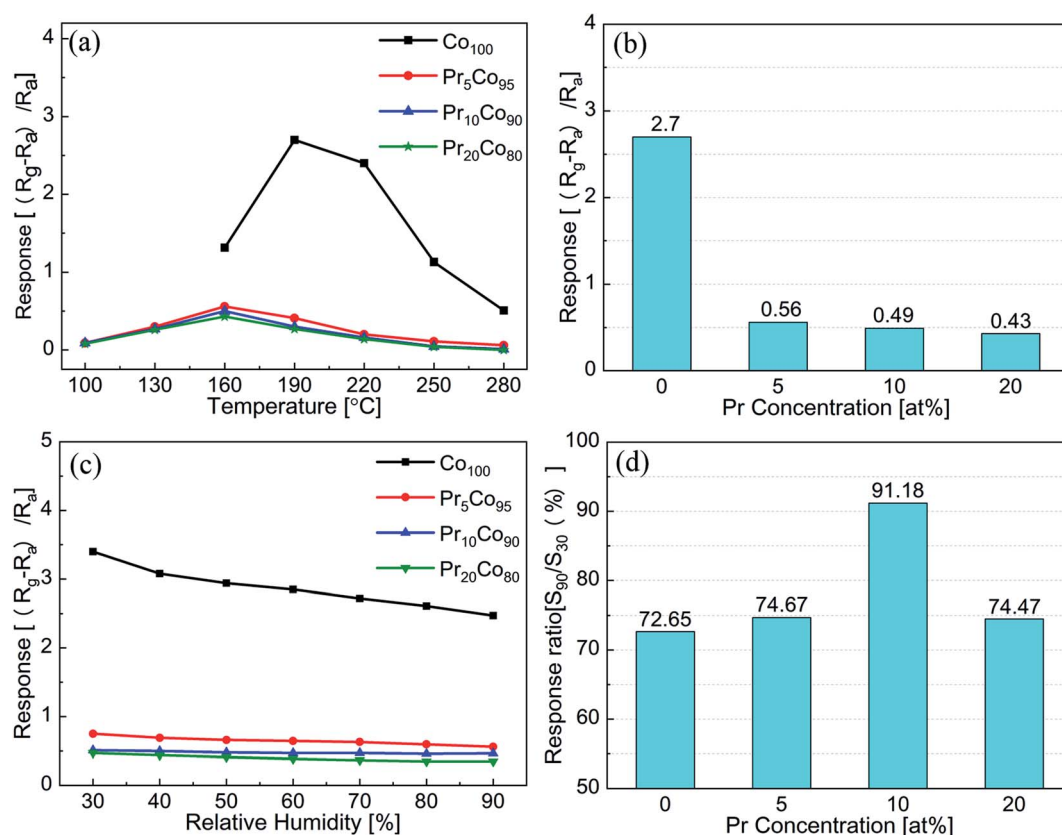 (a)
Co100
Pr5Co95
Pr10Co90
Pr20Co80
Response [（Rg-Ra）/Ra]
4
3
2
1
0
100 130 160 190 220 250 280
Temperature [°C]
(b)
Response [（Rg-Ra）/Ra]
4
3
2
1
0
2.7
0.56
0.49
0.43
0 5 10 20
Pr Concentration [at%]
(c)
Co100
Pr5Co95
Pr10Co90
Pr20Co80
Response [（Rg-Ra）/Ra]
5
4
3
2
1
0
30 40 50 60 70 80 90
Relative Humidity [%]
(d)
Response ratio[S90/S30（%）]
100
90
80
70
60
50
72.65
74.67
91.18
74.47
0 5 10 20
Pr Concentration [at%]